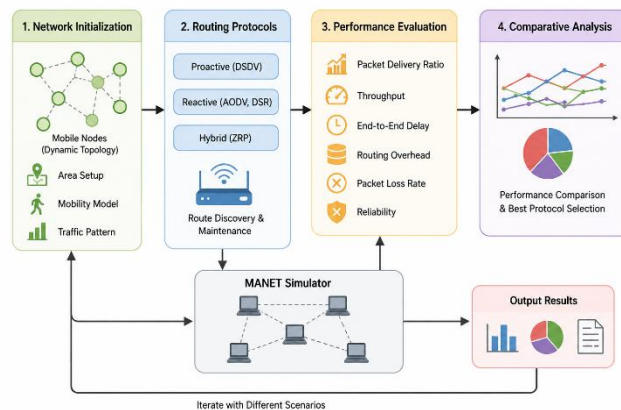 1. Network Initialization
Mobile Nodes
(Dynamic Topology)
Area Setup
Mobility Model
Traffic Pattern
2. Routing Protocols
Proactive (DSDV)
Reactive (AODV, DSR)
Hybrid (ZRP)
Route Discovery &
Maintenance
3. Performance Evaluation
Packet Delivery Ratio
Throughput
End-to-End Delay
Routing Overhead
Packet Loss Rate
Reliability
4. Comparative Analysis
Performance Comparison
& Best Protocol Selection
MANET Simulator
Output Results
Iterate with Different Scenarios